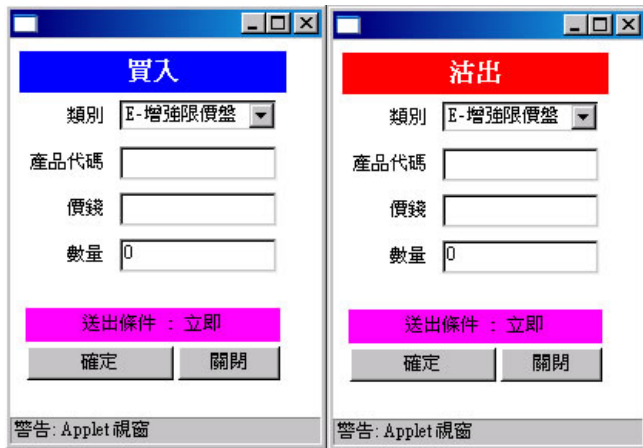 買入
類別 E-增強限價盤
產品代碼
價錢
數量 0
送出條件 : 立即
確定 關閉
警告: Applet 視窗
沽出
類別 E-增強限價盤
產品代碼
價錢
數量 0
送出條件 : 立即
確定 關閉
警告: Applet 視窗